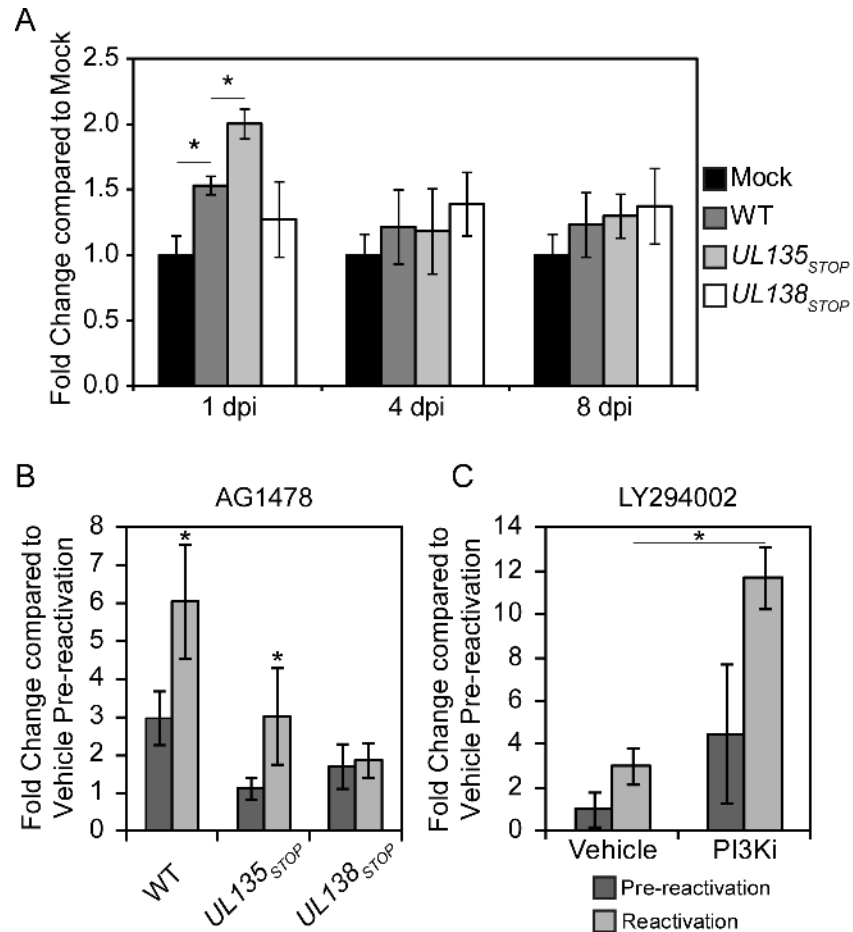 A
Fold Change compared to Mock
2.5
2.0
1.5
1.0
0.5
0.0
*
*
1 dpi
4 dpi
8 dpi
Mock
WT
UL135STOP
UL138STOP
B
AG1478
Fold Change compared to
Vehicle Pre-reactivation
8
7
6
5
4
3
2
1
0
*
*
WT
UL135STOP
UL138STOP
C
LY294002
Fold Change compared to
Vehicle Pre-reactivation
14
12
10
8
6
4
2
0
*
Vehicle
PI3Ki
Pre-reactivation
Reactivation